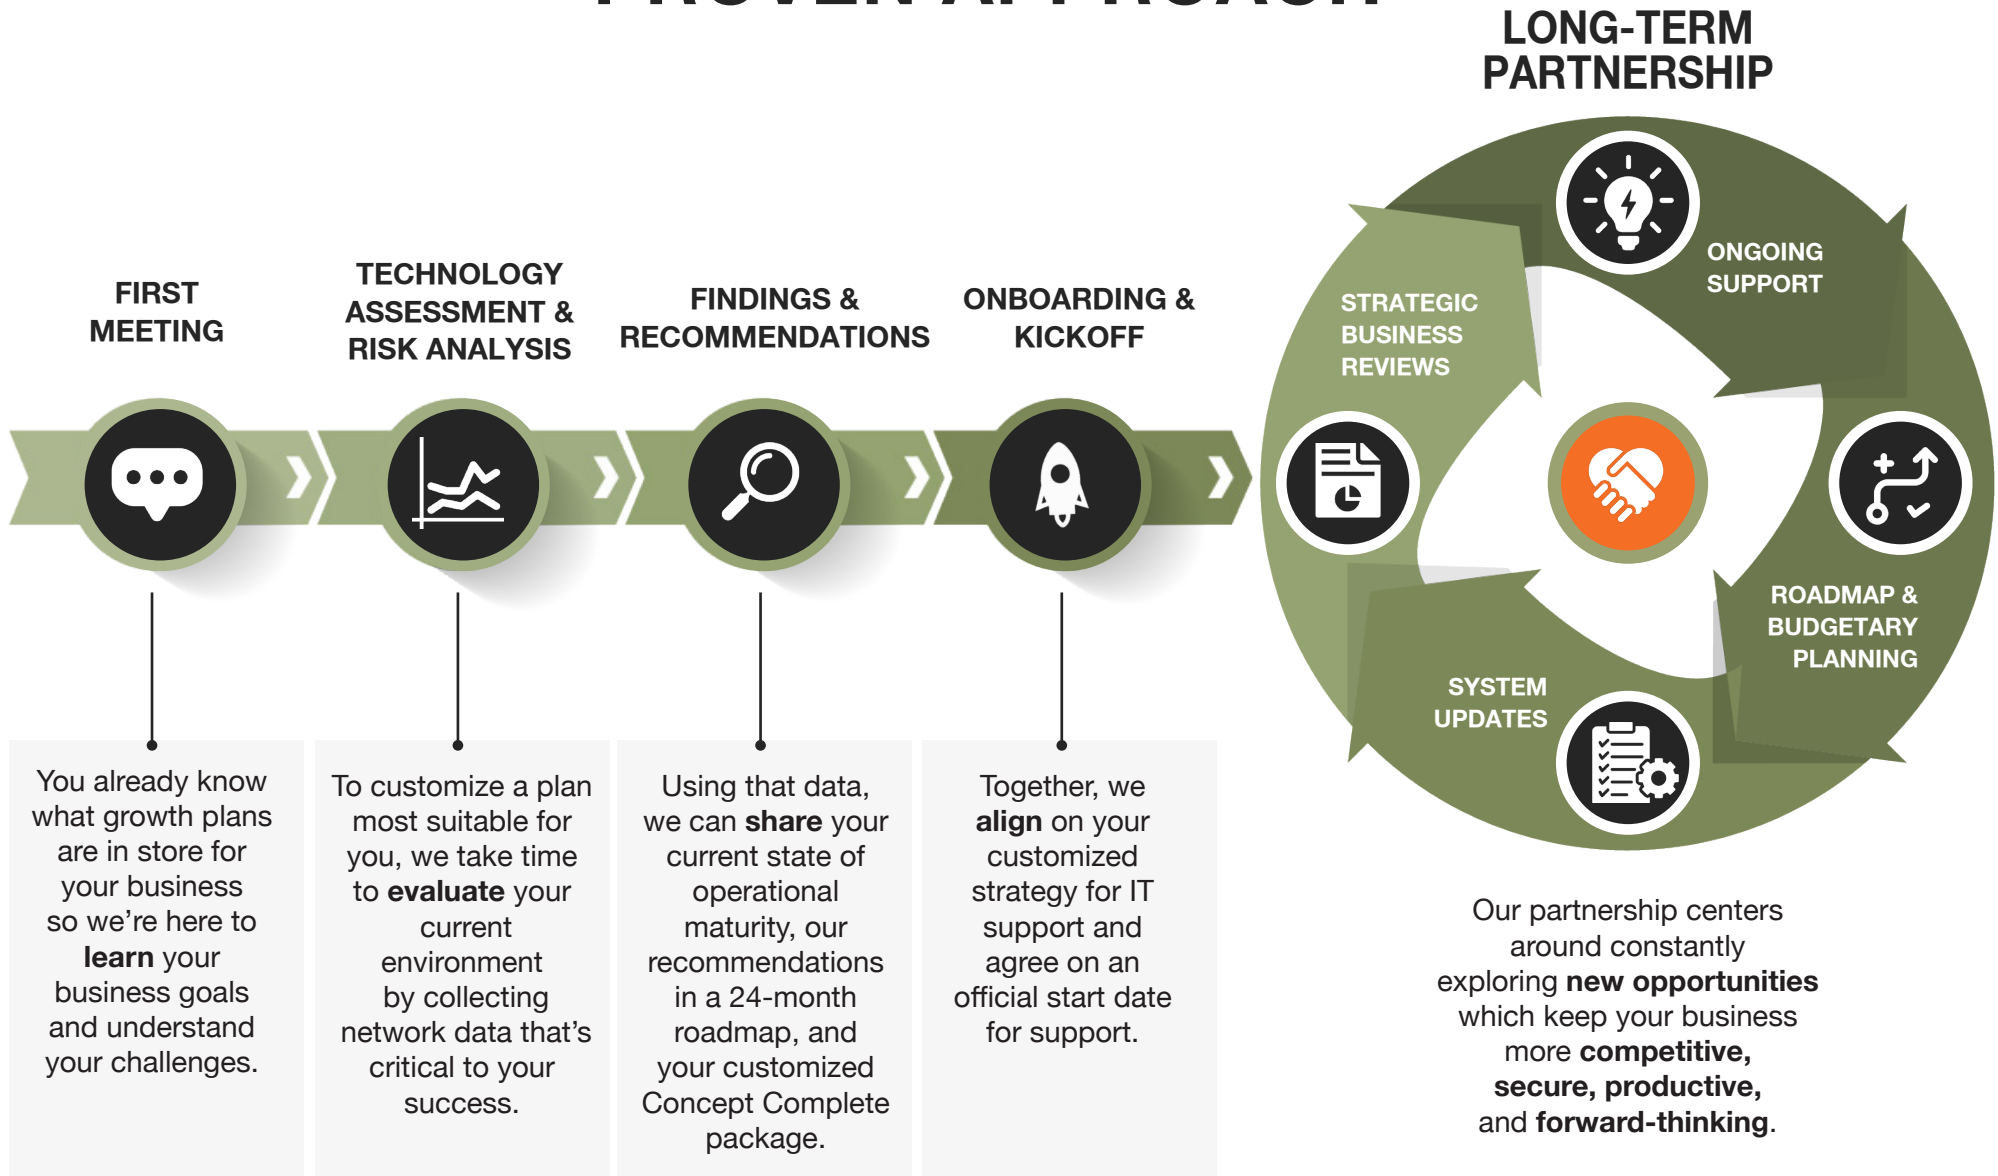 PROVEN APPROACH
LONG-TERM
PARTNERSHIP
FIRST
MEETING
TECHNOLOGY
ASSESSMENT &
RISK ANALYSIS
FINDINGS &
RECOMMENDATIONS
ONBOARDING &
KICKOFF
You already know
what growth plans
are in store for
your business
so we’re here to
learn your
business goals
and understand
your challenges.
To customize a plan
most suitable for
you, we take time
to evaluate your
current
environment
by collecting
network data that’s
critical to your
success.
Using that data,
we can share your
current state of
operational
maturity, our
recommendations
in a 24-month
roadmap, and
your customized
Concept Complete
package.
Together, we
align on your
customized
strategy for IT
support and
agree on an
official start date
for support.
ONGOING
SUPPORT
ROADMAP &
BUDGETARY
PLANNING
SYSTEM
UPDATES
STRATEGIC
BUSINESS
REVIEWS
Our partnership centers
around constantly
exploring new opportunities
which keep your business
more competitive,
secure, productive,
and forward-thinking.